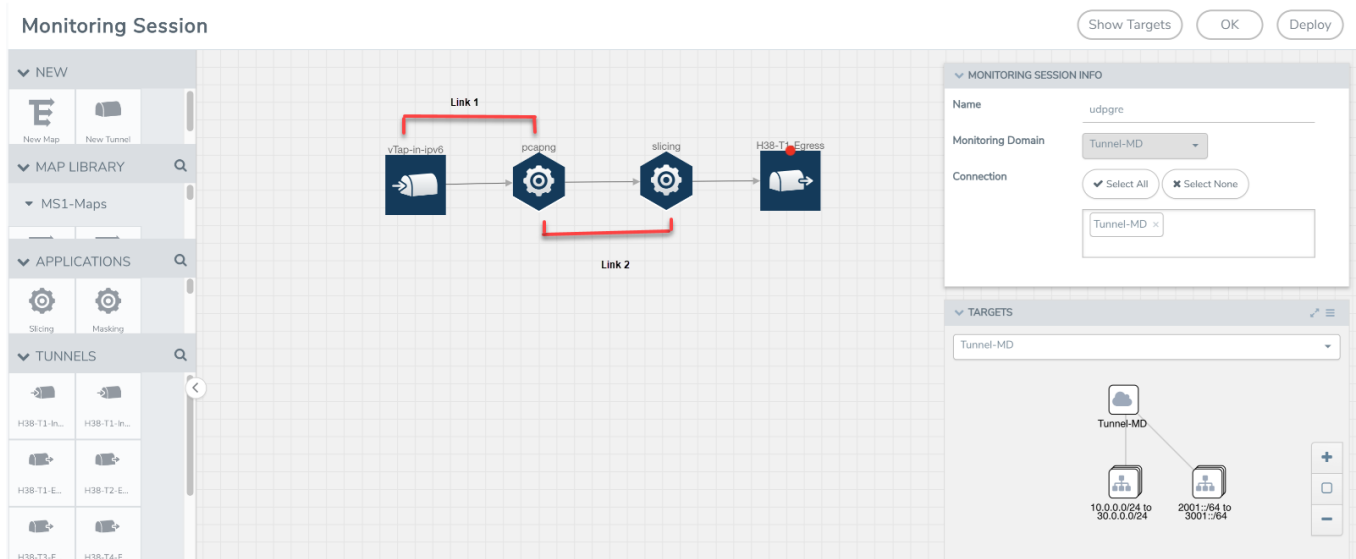 Monitoring Session
Show Targets
OK
Deploy
NEW
New Map
New Tunnel
MAP LIBRARY
MS1-Maps
APPLICATIONS
Slicing
Masking
TUNNELS
H38-T1-In...
H38-T1-In...
H38-T1-E...
H38-T2-E...
H38-T3-E
H38-T4-E
Link 1
vTap-in-ipv6
pcapng
slicing
H38-T1-Egress
Link 2
MONITORING SESSION INFO
Name
udpgre
Monitoring Domain
Tunnel-MD
Connection
Select All
Select None
Tunnel-MD ×
TARGETS
Tunnel-MD
Tunnel-MD
10.0.0.0/24 to
30.0.0.0/24
2001::/64 to
3001::/64